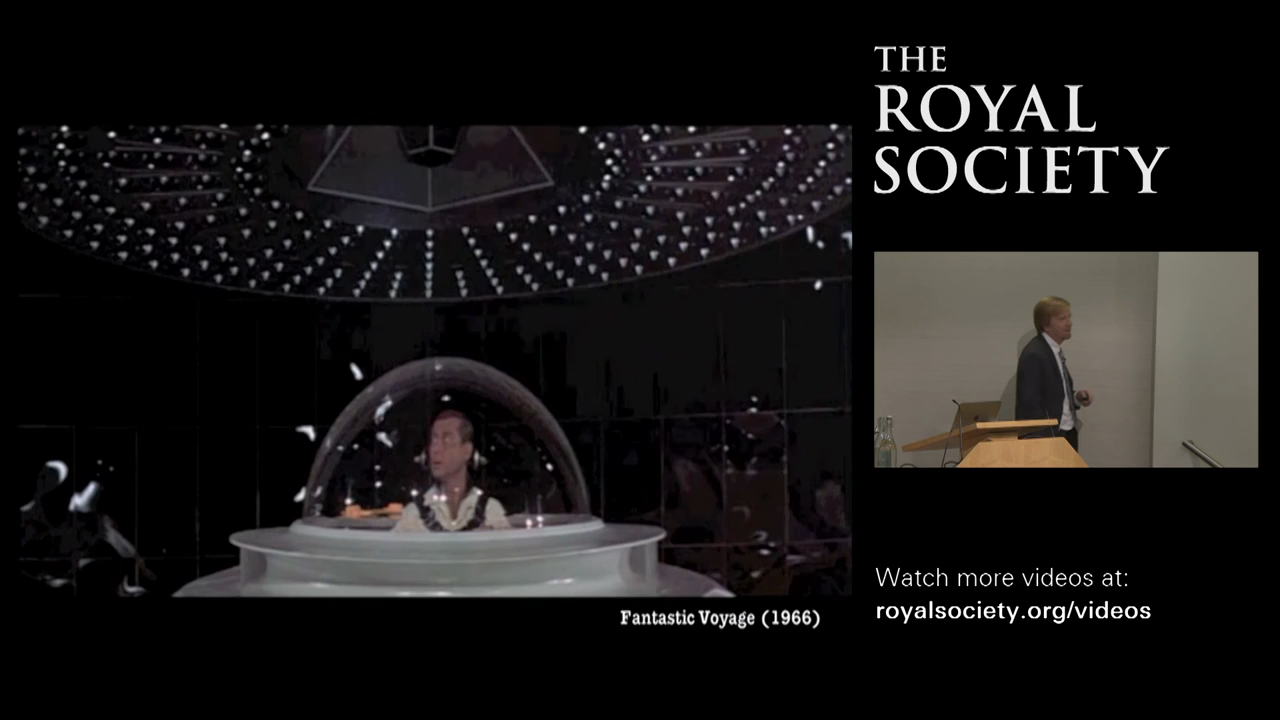 THE
ROYAL
SOCIETY
Fantastic Voyage (1966)
Watch more videos at:
royalsociety.org/videos